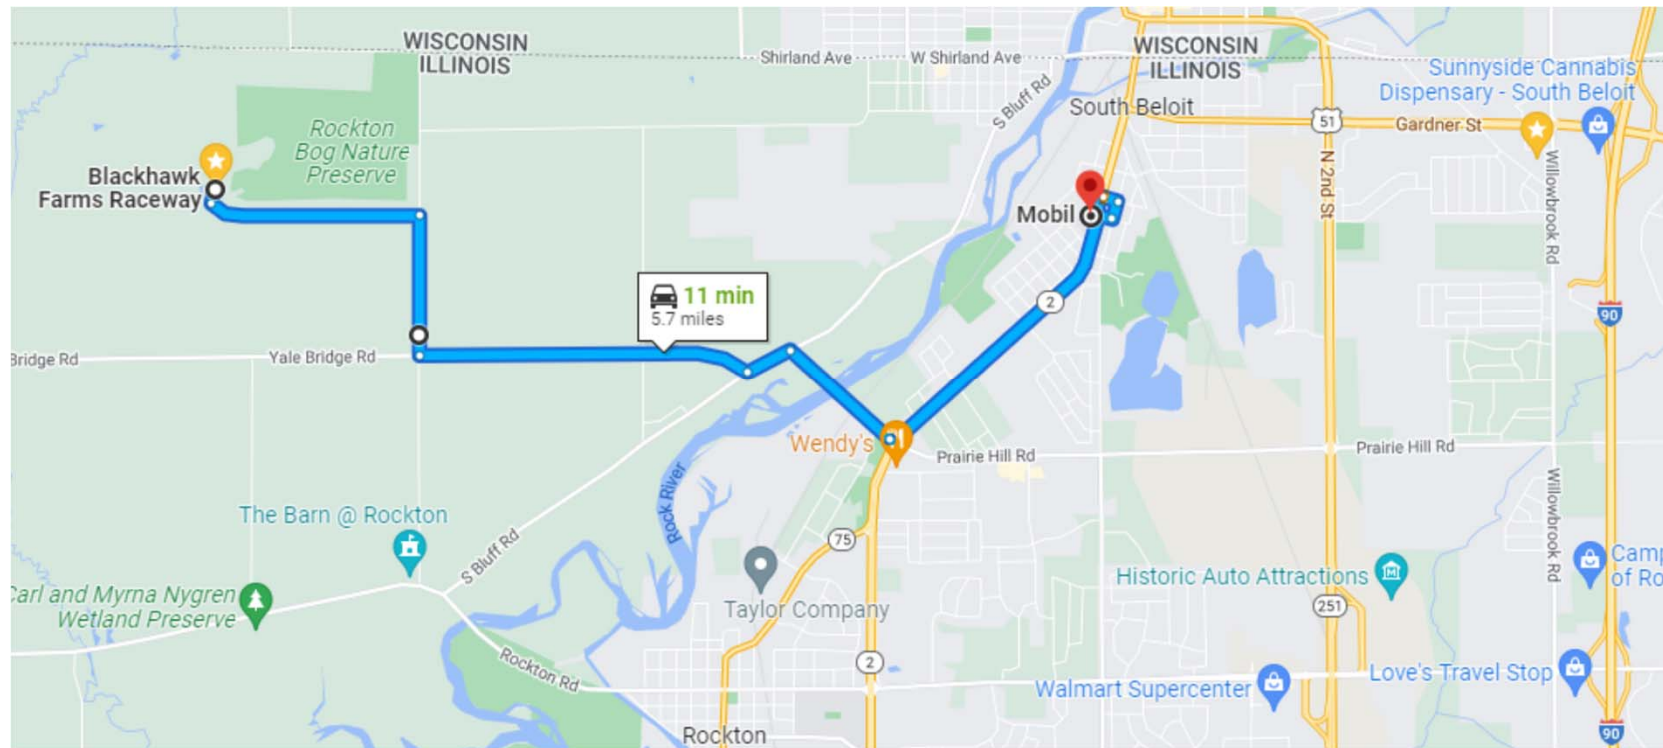 WISCONSIN
ILLINOIS
Shirland Ave
W Shirland Ave
WISCONSIN
ILLINOIS
Sunnyside Cannabis
Dispensary - South Beloit
S Bluff Rd
South Beloit
51
Gardner St
Rockton
Bog Nature
Preserve
Blackhawk
Farms Raceway
N 2nd St
Willowbrook Rd
Mobil
11 min
5.7 miles
2
90
Bridge Rd
Yale Bridge Rd
Wendy's
Prairie Hill Rd
Prairie Hill Rd
Rock River
The Barn @ Rockton
S Bluff Rd
75
Willowbrook Rd
Carl and Myrna Nygren
Wetland Preserve
Taylor Company
Historic Auto Attractions
251
Camp
of Ro
Rockton Rd
2
Walmart Supercenter
Love's Travel Stop
Rockton
90